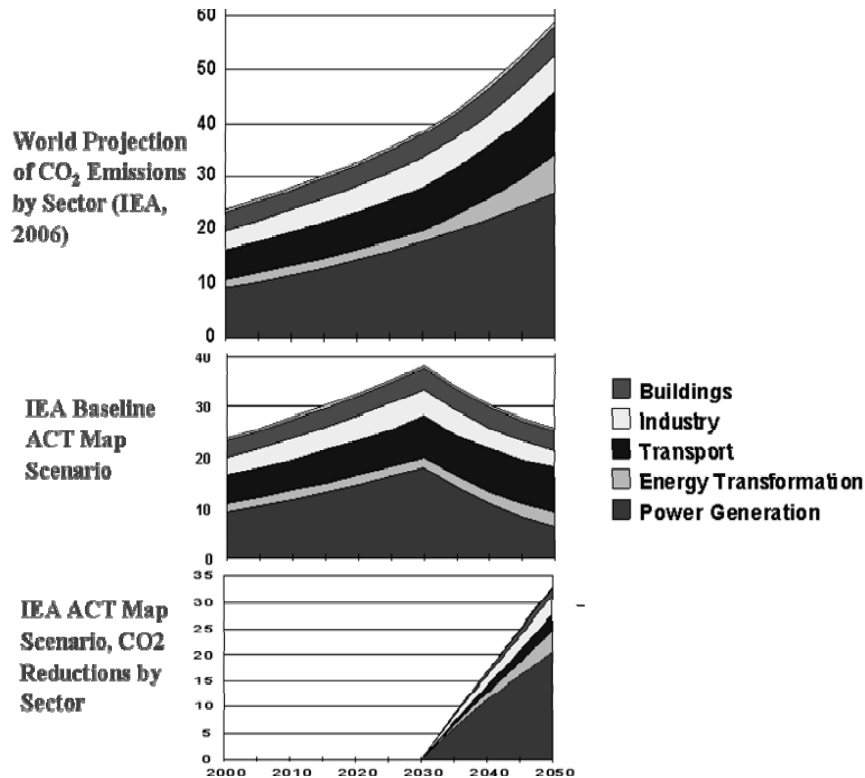 60
50
40
30
20
10
0
World Projection
of CO₂ Emissions
by Sector (IEA,
2006)
40
30
20
10
0
IEA Baseline
ACT Map
Scenario
Buildings
Industry
Transport
Energy Transformation
Power Generation
35
30
25
20
15
10
5
0
IEA ACT Map
Scenario, CO2
Reductions by
Sector
2000 2010 2020 2030 2040 2050